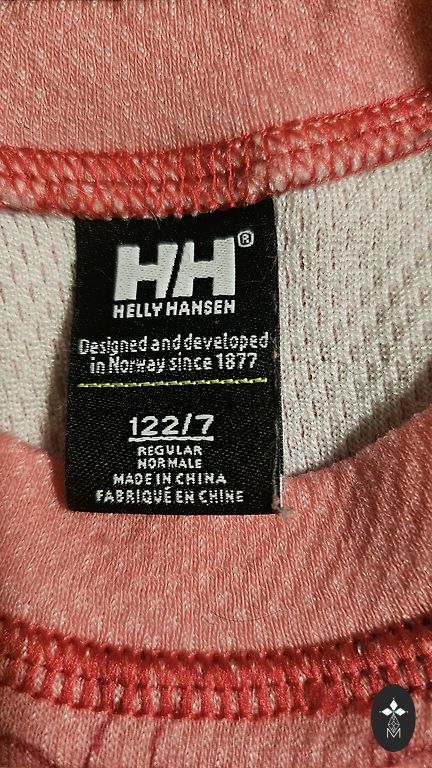 HH®
HELLY HANSEN
Designed and developed
in Norway since 1877
122/7
REGULAR
NORMALE
MADE IN CHINA
FABRIQUÉ EN CHINE
M